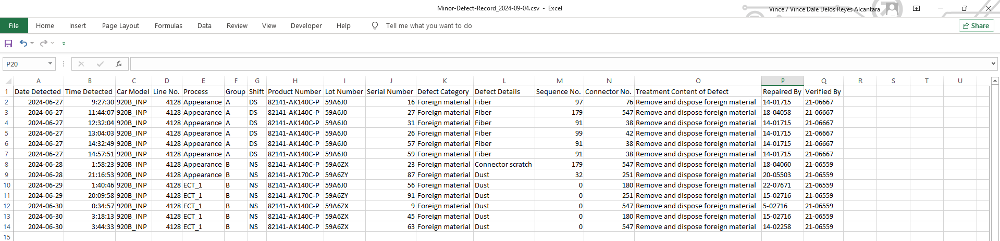 Minor-Defect-Record_2024-09-04.csv - Excel
Vince / Vince Dale Delos Reyes Alcantara
File Home Insert Page Layout Formulas Data Review View Developer Help Tell me what you want to do Share
P20 fx
A B C D E F G H I J K L M N O P Q R S T U
1 Date Detected Time Detected Car Model Line No. Process Group Shift Product Number Lot Number Serial Number Defect Category Defect Details Sequence No. Connector No. Treatment Content of Defect Repaired By Verified By
2 2024-06-27 9:27:30 920B_INP 4128 Appearance A DS 82141-AK140C-P 59A6J0 16 Foreign material Fiber 97 76 Remove and dispose foreign material 14-01715 21-06667
3 2024-06-27 11:44:07 920B_INP 4128 Appearance A DS 82141-AK140C-P 59A6J0 27 Foreign material Fiber 179 547 Remove and dispose foreign material 18-04058 21-06667
4 2024-06-27 12:32:04 920B_INP 4128 Appearance A DS 82141-AK140C-P 59A6J0 31 Foreign material Fiber 91 38 Remove and dispose foreign material 14-01715 21-06667
5 2024-06-27 13:04:03 920B_INP 4128 Appearance A DS 82141-AK140C-P 59A6J0 26 Foreign material Fiber 99 42 Remove and dispose foreign material 14-01715 21-06667
6 2024-06-27 14:32:49 920B_INP 4128 Appearance A DS 82141-AK140C-P 59A6J0 57 Foreign material Fiber 91 38 Remove and dispose foreign material 14-01715 21-06667
7 2024-06-27 14:57:51 920B_INP 4128 Appearance A DS 82141-AK140C-P 59A6J0 59 Foreign material Fiber 91 38 Remove and dispose foreign material 14-01715 21-06667
8 2024-06-28 1:58:23 920B_INP 4128 Appearance B NS 82141-AK140C-P 59A6ZX 23 Foreign material Connector scratch 179 547 Remove and dispose foreign material 18-04060 21-06559
9 2024-06-28 21:16:53 920B_INP 4128 Appearance B NS 82141-AK170C-P 59A6ZY 87 Foreign material Dust 32 251 Remove and dispose foreign material 20-05503 21-06559
10 2024-06-29 1:40:46 920B_INP 4128 ECT_1 B NS 82141-AK140C-P 59A6J0 56 Foreign material Dust 0 180 Remove and dispose foreign material 22-07671 21-06559
11 2024-06-29 20:09:58 920B_INP 4128 ECT_1 B NS 82141-AK170C-P 59A6ZY 91 Foreign material Dust 0 251 Remove and dispose foreign material 15-02716 21-06559
12 2024-06-30 0:34:57 920B_INP 4128 ECT_1 B NS 82141-AK140C-P 59A6ZX 9 Foreign material Dust 0 547 Remove and dispose foreign material 5-02716 21-06559
13 2024-06-30 3:18:13 920B_INP 4128 ECT_1 B NS 82141-AK140C-P 59A6ZX 45 Foreign material Dust 0 180 Remove and dispose foreign material 15-02716 21-06559
14 2024-06-30 3:44:33 920B_INP 4128 ECT_1 B NS 82141-AK140C-P 59A6ZX 63 Foreign material Dust 0 547 Remove and dispose foreign material 14-02258 21-06559
15